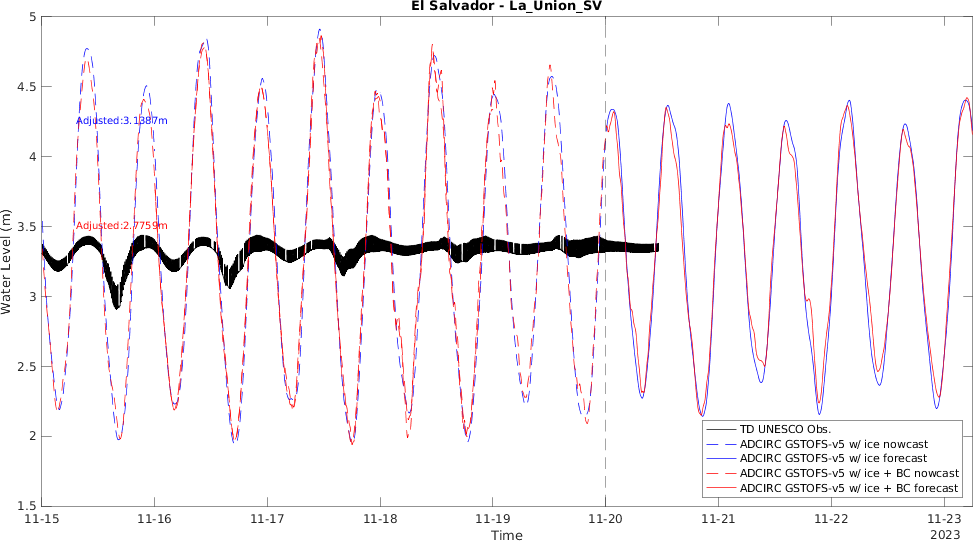 El Salvador - La_Union_SV
5
4.5
4
3.5
3
2.5
2
1.5
Water Level (m)
Adjusted:3.1387m
Adjusted:2.7759m
TD UNESCO Obs.
ADCIRC GSTOFS-v5 w/ ice nowcast
ADCIRC GSTOFS-v5 w/ ice forecast
ADCIRC GSTOFS-v5 w/ ice + BC nowcast
ADCIRC GSTOFS-v5 w/ ice + BC forecast
11-15 11-16 11-17 11-18 11-19 11-20 11-21 11-22 11-23
Time
2023